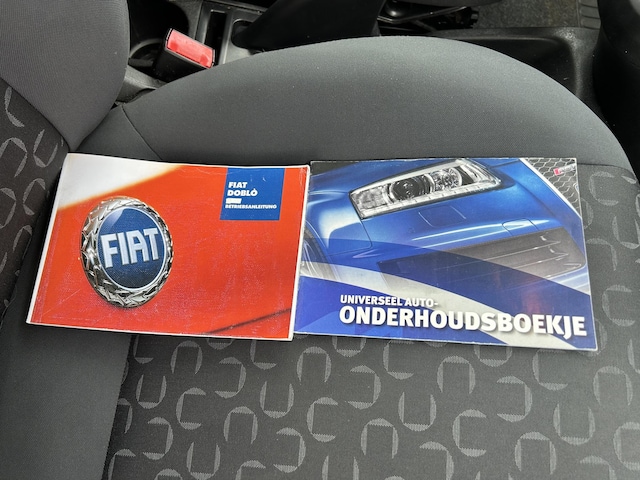 FIAT
DOBLÒ
BETRIEBSANLEITUNG
FIAT
UNIVERSEEL AUTO-
ONDERHOUDSBOEKJE